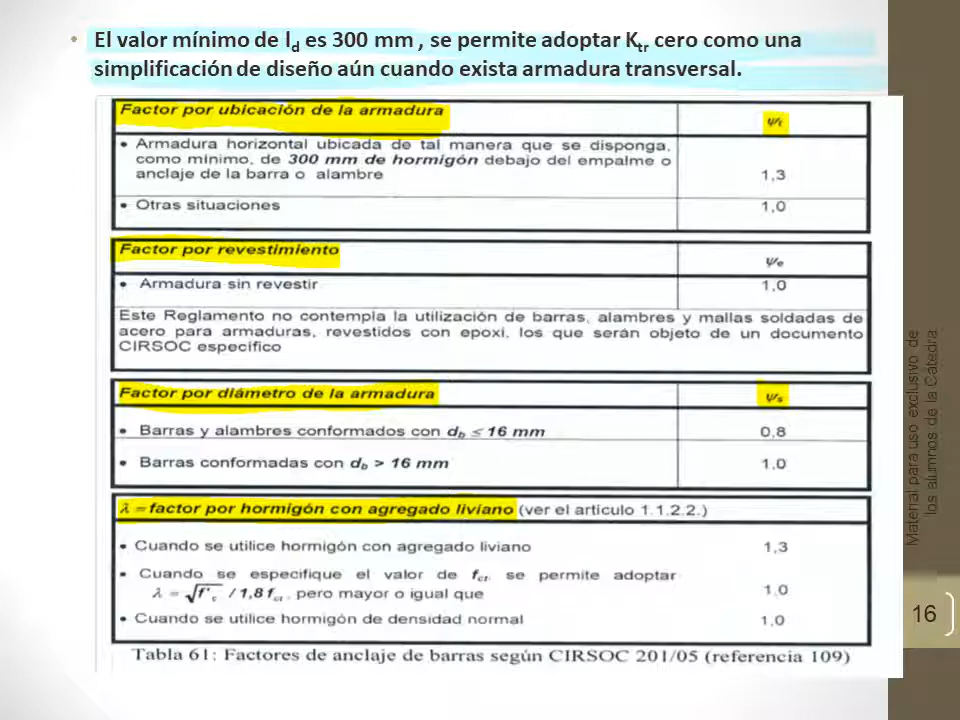 • El valor mínimo de ld es 300 mm , se permite adoptar Ktr cero como una
simplificación de diseño aún cuando exista armadura transversal.
Factor por ubicación de la armadura ψt
• Armadura horizontal ubicada de tal manera que se disponga,
como mínimo, de 300 mm de hormigón debajo del empalme o
anclaje de la barra o alambre 1,3
• Otras situaciones 1,0
Factor por revestimiento ψe
• Armadura sin revestir 1,0
Este Reglamento no contempla la utilización de barras, alambres y mallas soldadas de
acero para armaduras, revestidos con epoxi, los que serán objeto de un documento
CIRSOC específico
Factor por diámetro de la armadura ψs
• Barras y alambres conformados con db ≤ 16 mm 0,8
• Barras conformadas con db > 16 mm 1,0
λ = factor por hormigón con agregado liviano (ver el artículo 1.1.2.2.)
• Cuando se utilice hormigón con agregado liviano 1,3
• Cuando se especifique el valor de fct, se permite adoptar
λ = √f'c / 1,8 fct, pero mayor o igual que 1,0
• Cuando se utilice hormigón de densidad normal 1,0
Tabla 61: Factores de anclaje de barras según CIRSOC 201/05 (referencia 109)
Material para uso exclusivo de
los alumnos de la Catedra
16